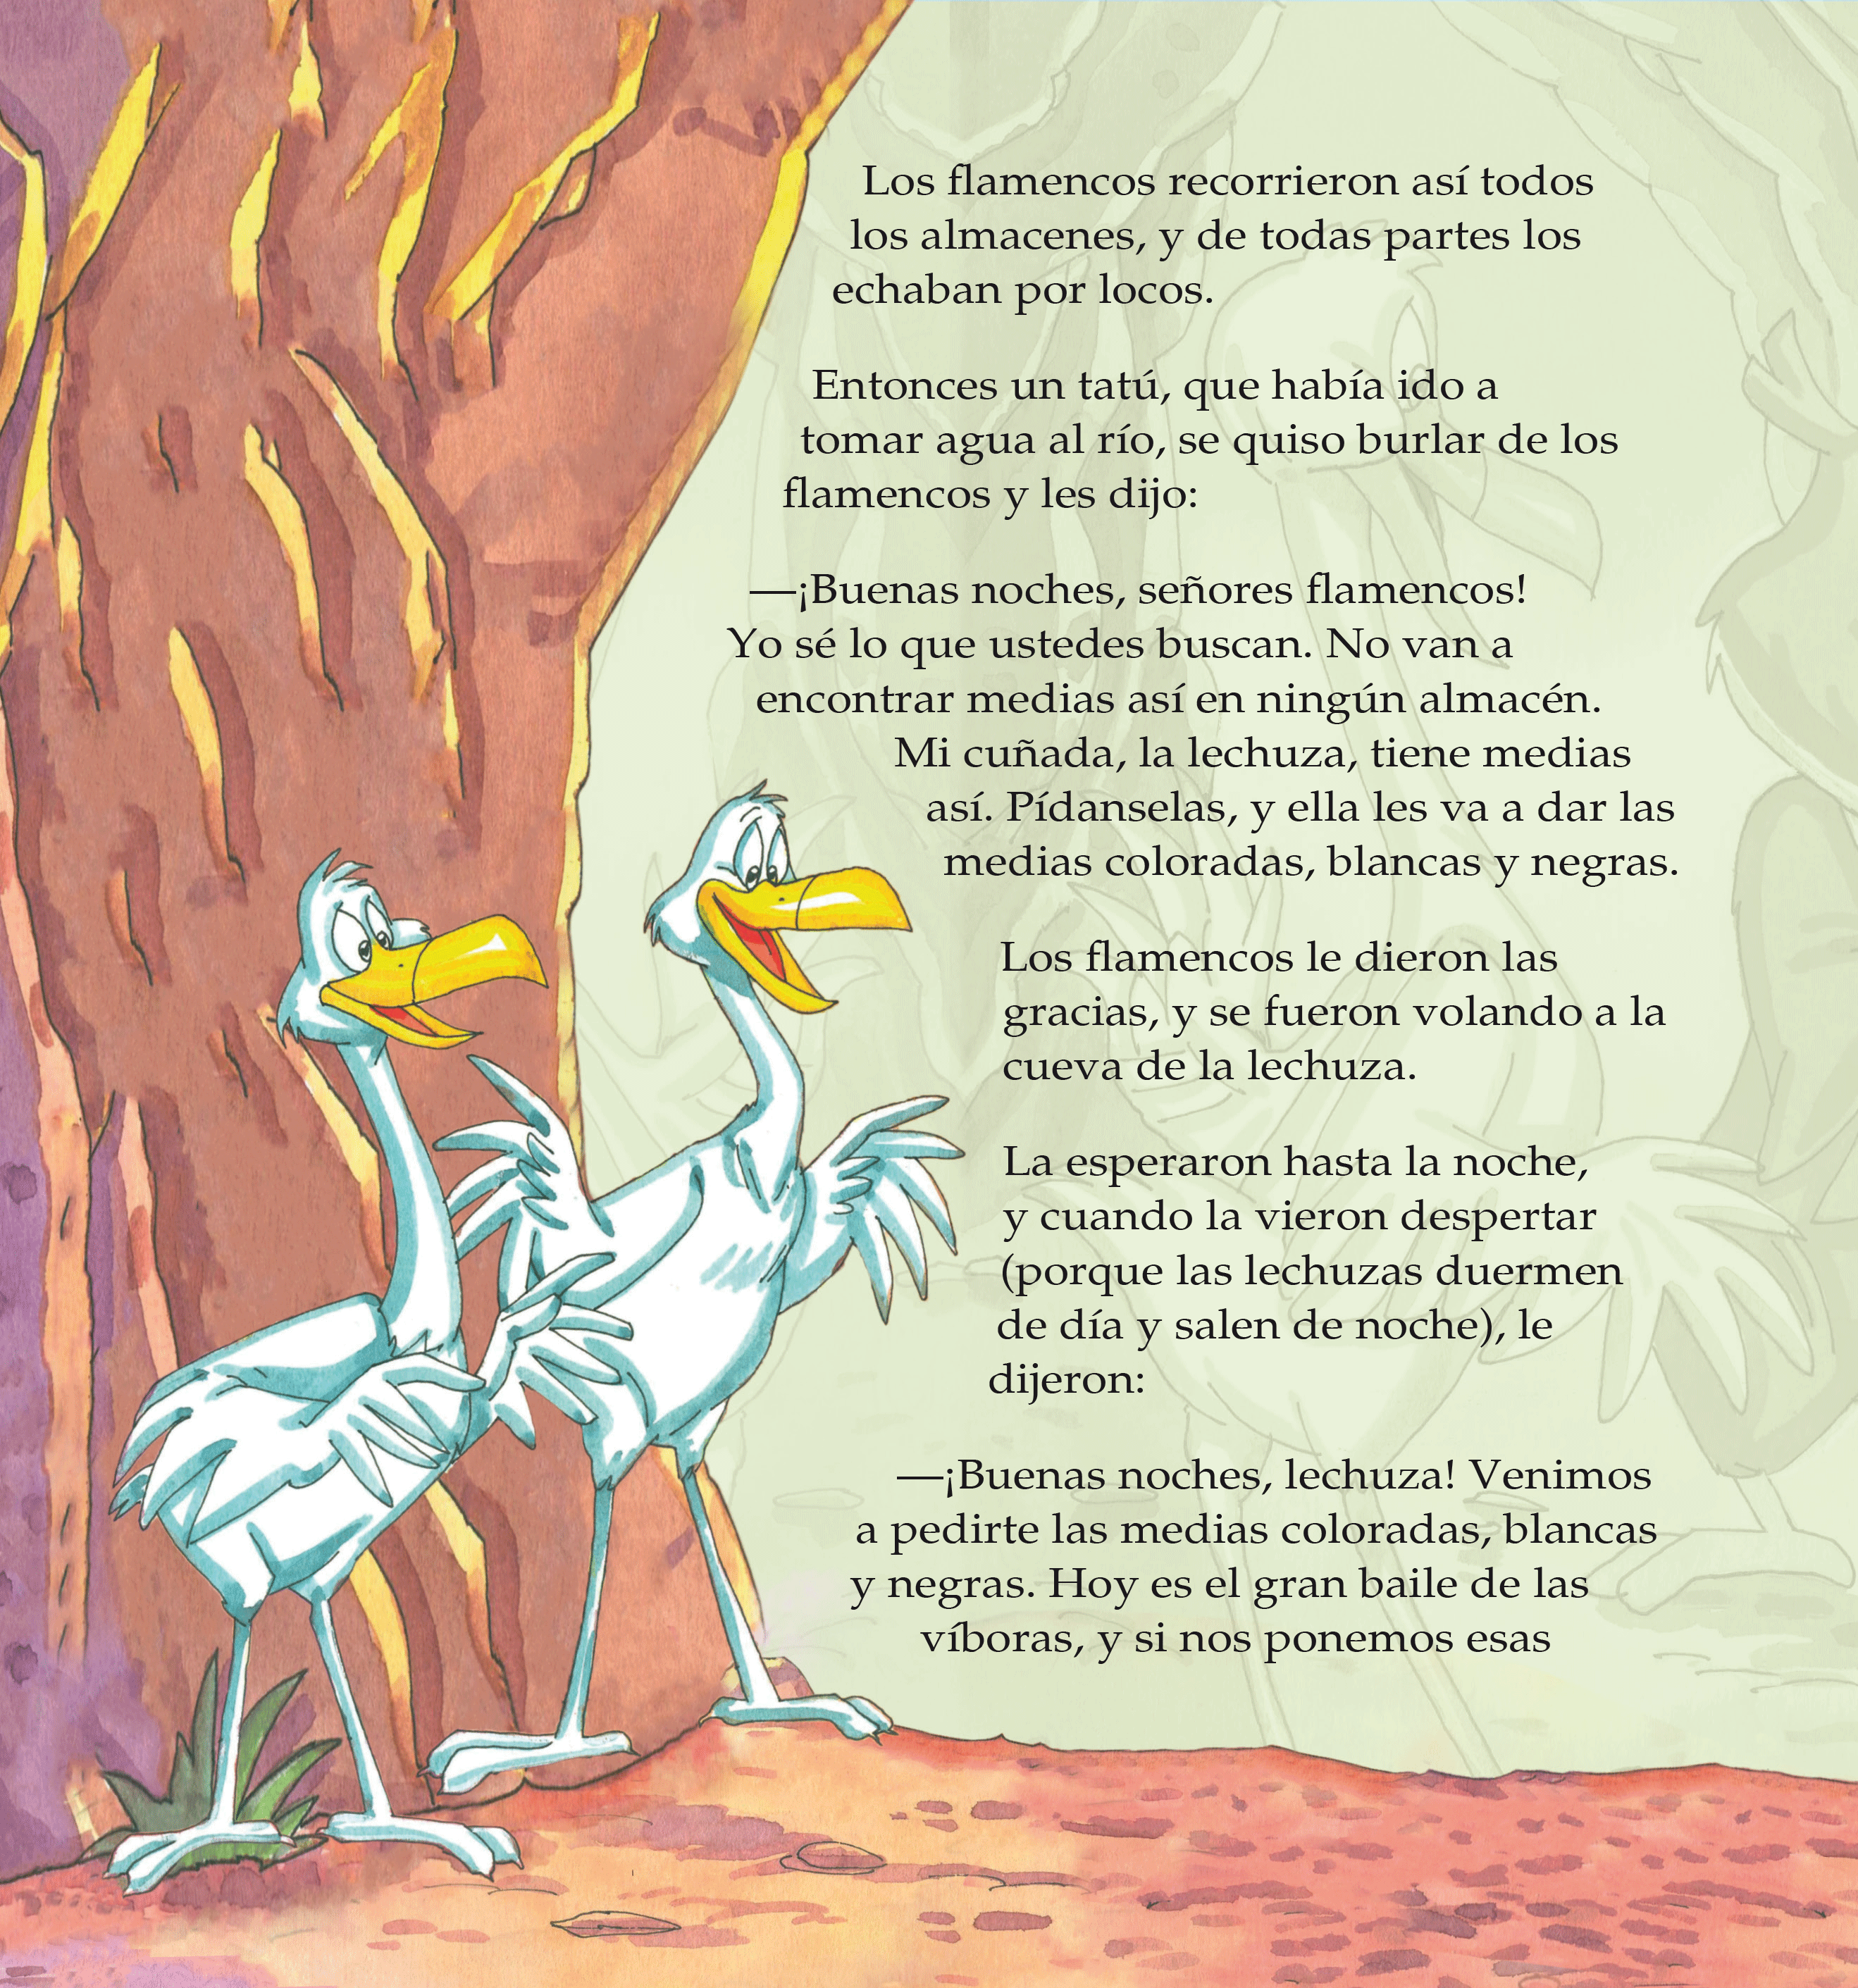 Los flamencos recorrieron así todos
los almacenes, y de todas partes los
echaban por locos.
Entonces un tatú, que había ido a
tomar agua al río, se quiso burlar de los
flamencos y les dijo:
—¡Buenas noches, señores flamencos!
Yo sé lo que ustedes buscan. No van a
encontrar medias así en ningún almacén.
Mi cuñada, la lechuza, tiene medias
así. Pídanselas, y ella les va a dar las
medias coloradas, blancas y negras.
Los flamencos le dieron las
gracias, y se fueron volando a la
cueva de la lechuza.
La esperaron hasta la noche,
y cuando la vieron despertar
(porque las lechuzas duermen
de día y salen de noche), le
dijeron:
—¡Buenas noches, lechuza! Venimos
a pedirte las medias coloradas, blancas
y negras. Hoy es el gran baile de las
víboras, y si nos ponemos esas